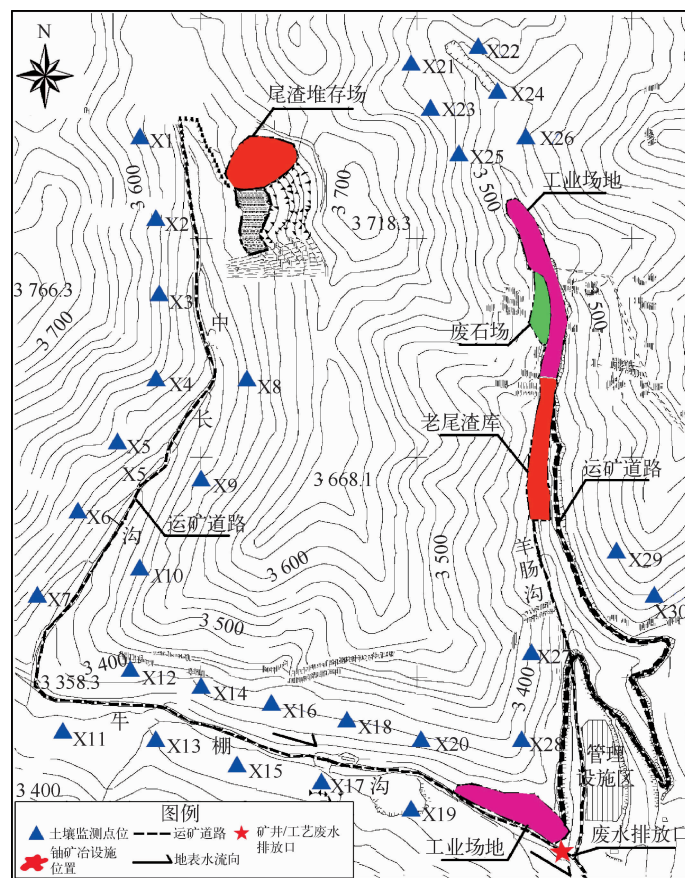 N
X22
X21
尾渣堆存场
X24
X23
X1
X26
X25
3 600
3 700
3 500
工业场地
X2
3 718.3
3 766.3
X3
3 500
3 700
中
废石场
X4
X8
长
老尾渣库
X5
X5
3 668.1
X9
运矿道路
X6
运矿道路
沟
羊肠沟
3 500
X29
X10
3 600
X7
X30
3 500
3 400
X27
X12
3 358.3
X14
3 400
X16
X11
牛
X18
X13
棚
X20
X28
管理
设施区
X15
X17
沟
3 400
X19
图例
土壤监测点位
运矿道路
矿井/工艺废水
排放口
铀矿冶设施
位置
地表水流向
工业场地
废水排放口